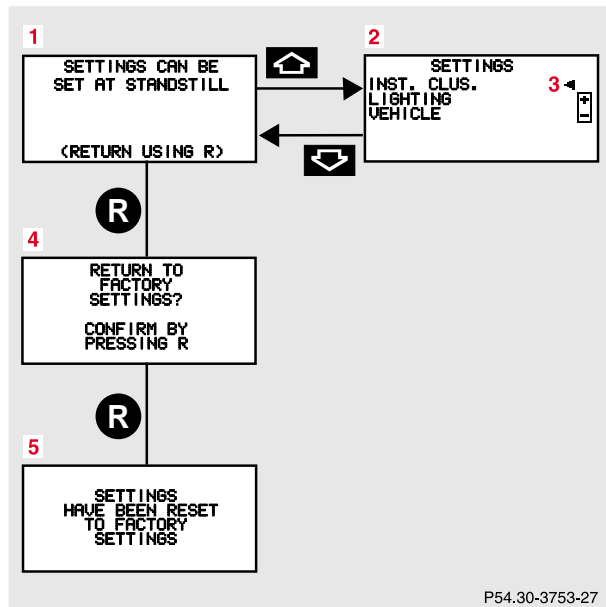 1
SETTINGS CAN BE
SET AT STANDSTILL
(RETURN USING R)
2
SETTINGS
INST. CLUS.
3
LIGHTING
VEHICLE
+
-
R
4
RETURN TO
FACTORY
SETTINGS?
CONFIRM BY
PRESSING R
R
5
SETTINGS
HAVE BEEN RESET
TO FACTORY
SETTINGS
P54.30-3753-27